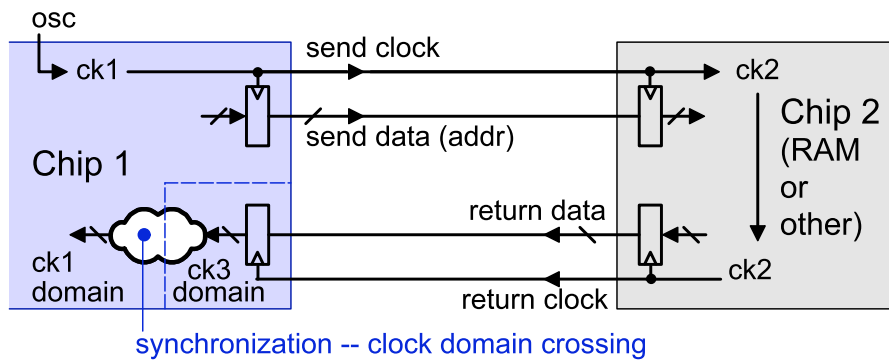 osc
ck1
send clock
ck2
send data (addr)
Chip 1
Chip 2
(RAM
or
other)
return data
ck1
domain
ck3
domain
ck2
return clock
synchronization -- clock domain crossing